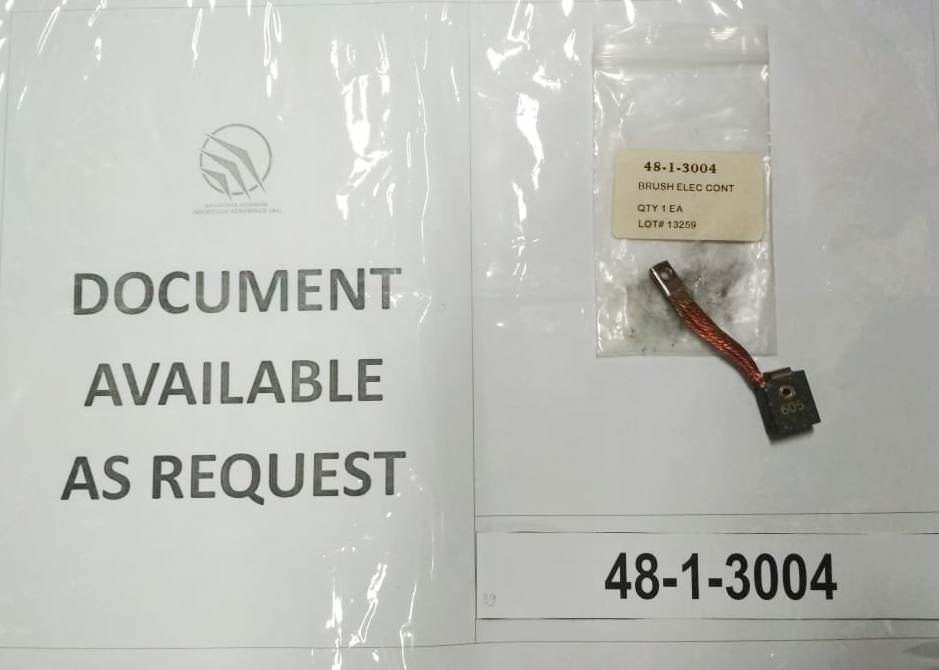 DOCUMENT
AVAILABLE
AS REQUEST
48-1-3004
BRUSH ELEC CONT
QTY 1 EA
LOT# 13259
605
48-1-3004